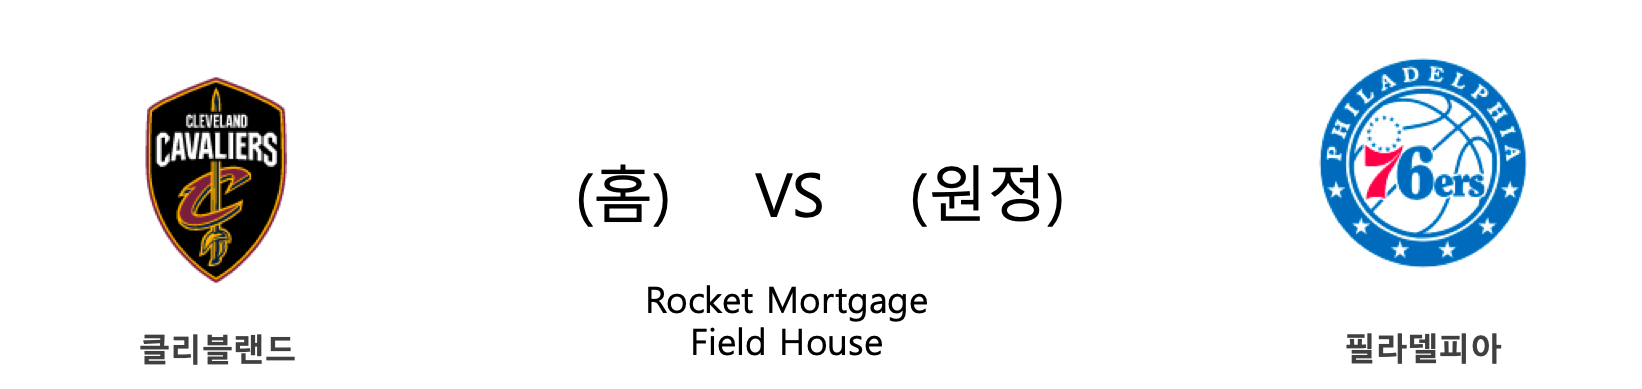 CLEVELAND
CAVALIERS
C
(홈) VS (원정)
PHILADELPHIA
76ers
Rocket Mortgage
Field House
클리블랜드
필라델피아